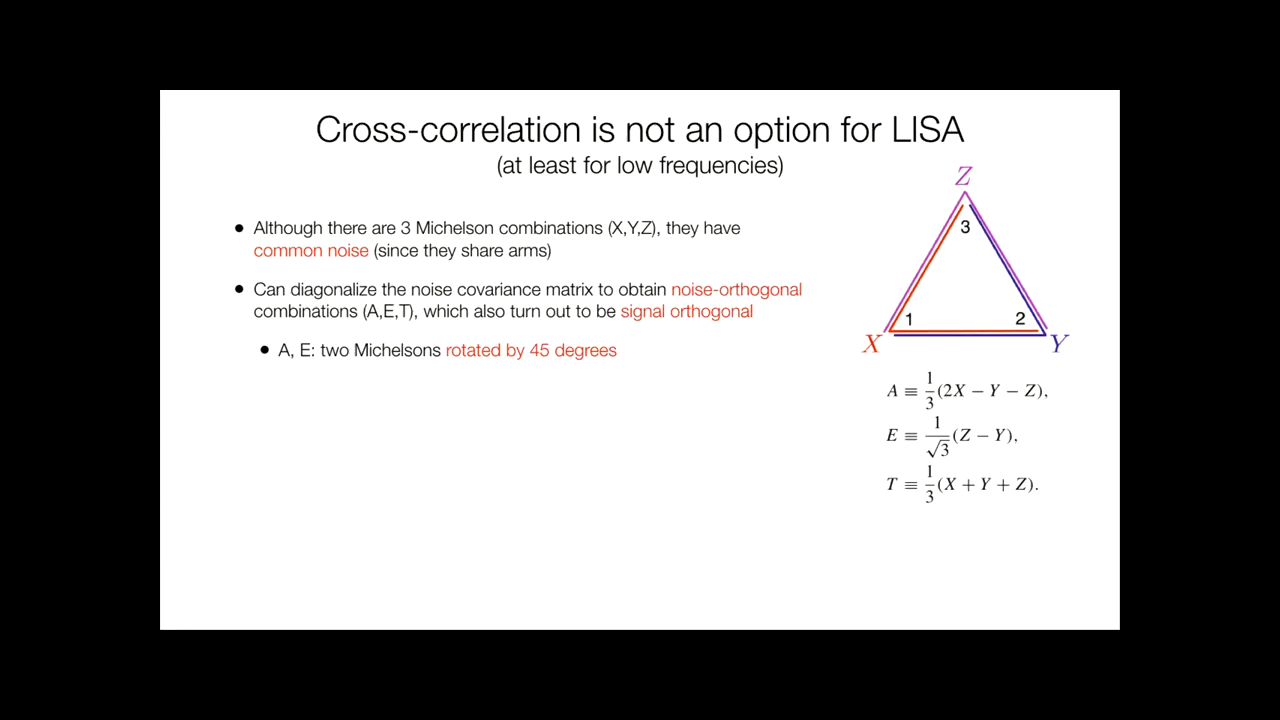 Cross-correlation is not an option for LISA
(at least for low frequencies)
• Although there are 3 Michelson combinations (X,Y,Z), they have
common noise (since they share arms)
• Can diagonalize the noise covariance matrix to obtain noise-orthogonal
combinations (A,E,T), which also turn out to be signal orthogonal
• A, E: two Michelsons rotated by 45 degrees
Z
3
1
2
X
Y
A ≡ 1/3 (2X − Y − Z),
E ≡ 1/√3 (Z − Y),
T ≡ 1/3 (X + Y + Z).